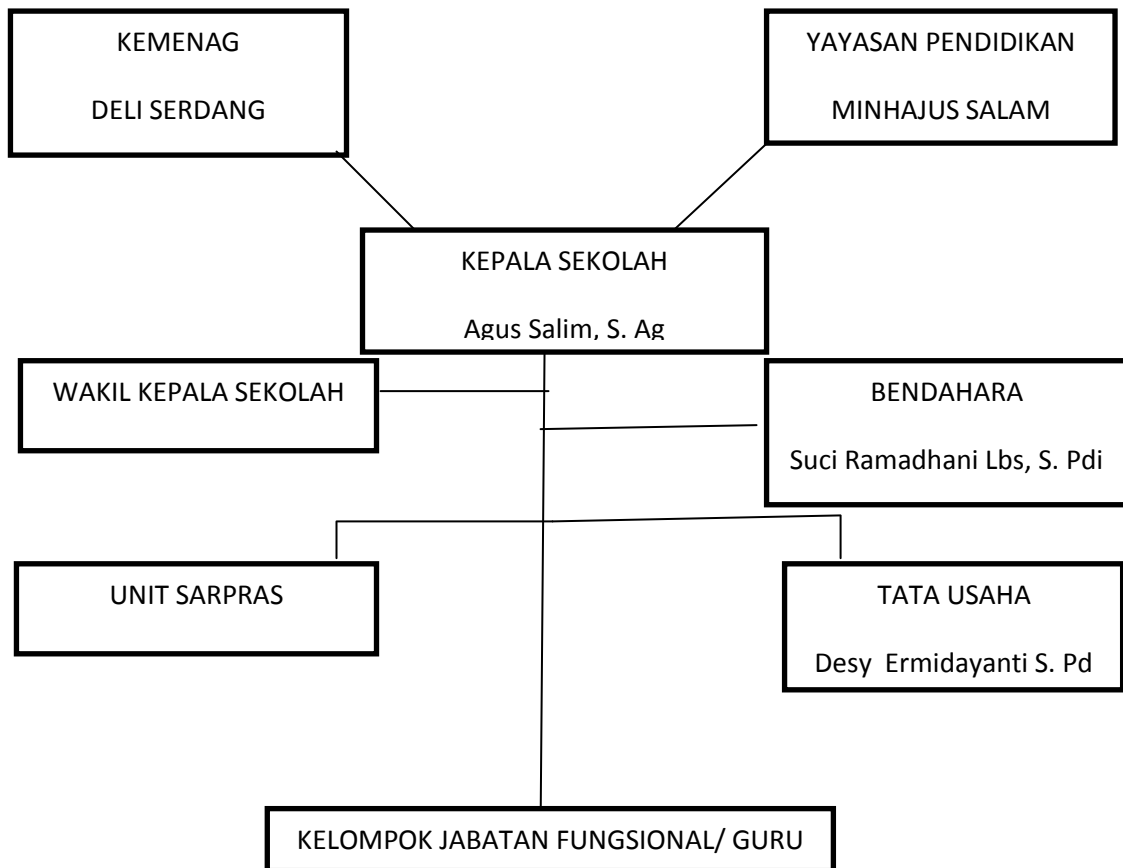 KEMENAG
DELI SERDANG
YAYASAN PENDIDIKAN
MINHAJUS SALAM
KEPALA SEKOLAH
Agus Salim, S. Ag
WAKIL KEPALA SEKOLAH
BENDAHARA
Suci Ramadhani Lbs, S. Pdi
UNIT SARPRAS
TATA USAHA
Desy Ermidayanti S. Pd
KELOMPOK JABATAN FUNGSIONAL/ GURU